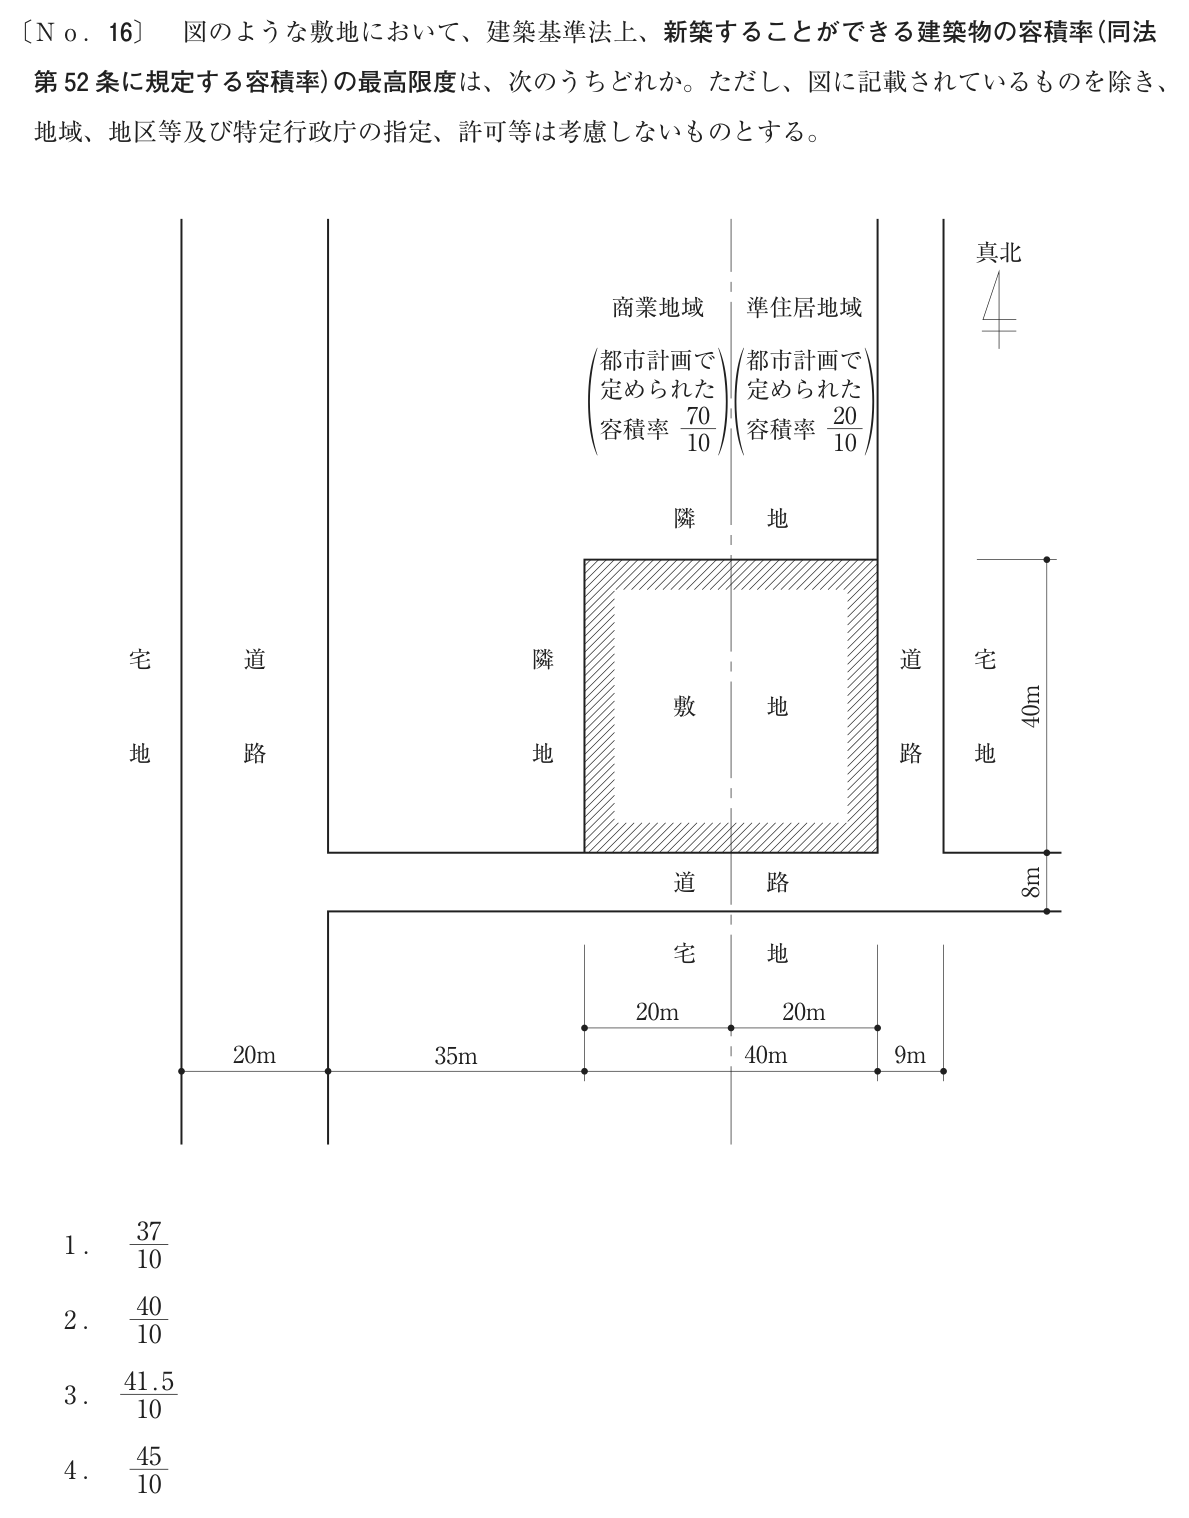 〔Ｎｏ．16〕 図のような敷地において、建築基準法上、新築することができる建築物の容積率(同法
第52条に規定する容積率)の最高限度は、次のうちどれか。ただし、図に記載されているものを除き、
地域、地区等及び特定行政庁の指定、許可等は考慮しないものとする。
真北
商業地域 準住居地域
(都市計画で定められた容積率 70/10) (都市計画で定められた容積率 20/10)
隣 地
宅地 道路 隣地 敷 地 道路 宅地 40m
道 路 8m
宅 地
20m 20m
20m 35m 40m 9m
1. 37/10
2. 40/10
3. 41.5/10
4. 45/10